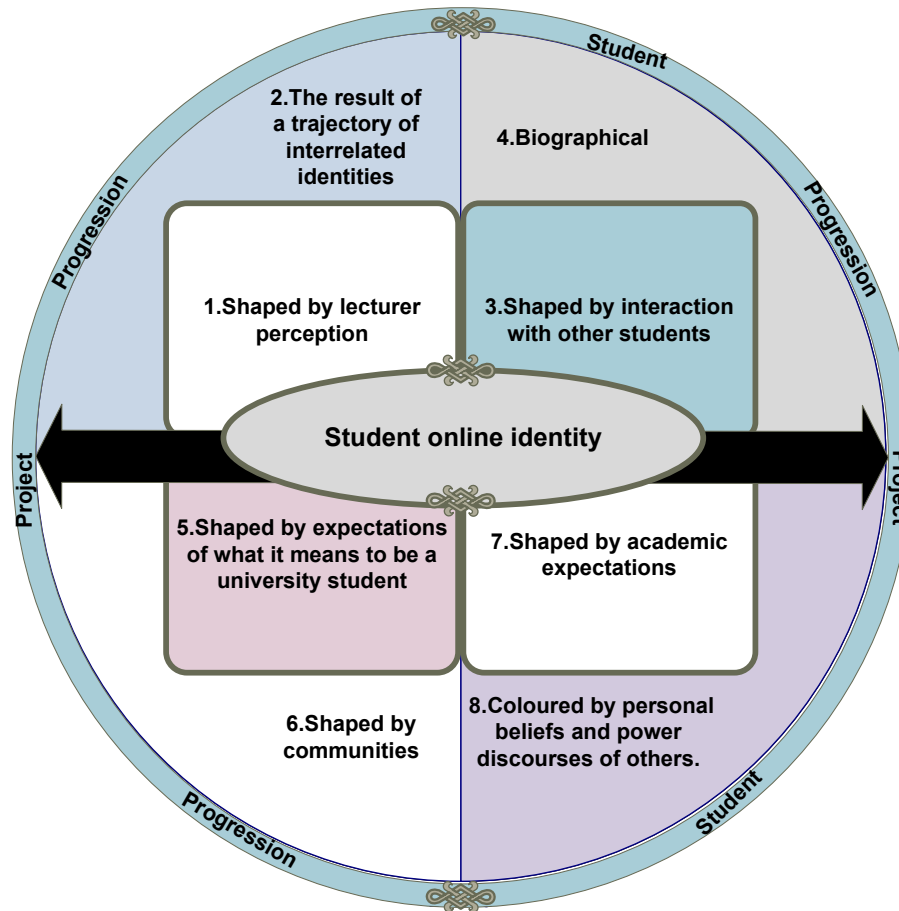 Student
2.The result of
a trajectory of
interrelated
identities
4.Biographical
Progression
Progression
1.Shaped by lecturer
perception
3.Shaped by interaction
with other students
Student online identity
Project
Project
5.Shaped by expectations
of what it means to be a
university student
7.Shaped by academic
expectations
6.Shaped by
communities
8.Coloured by personal
beliefs and power
discourses of others.
Progression
Student